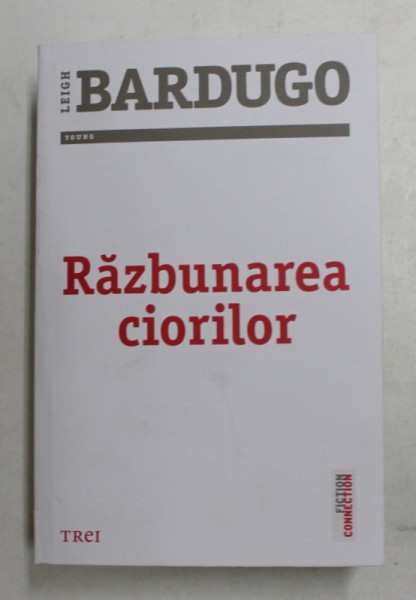 LEIGH
BARDUGO
YOUNG
Răzbunarea
ciorilor
FICTION
CONNECTION
TREI